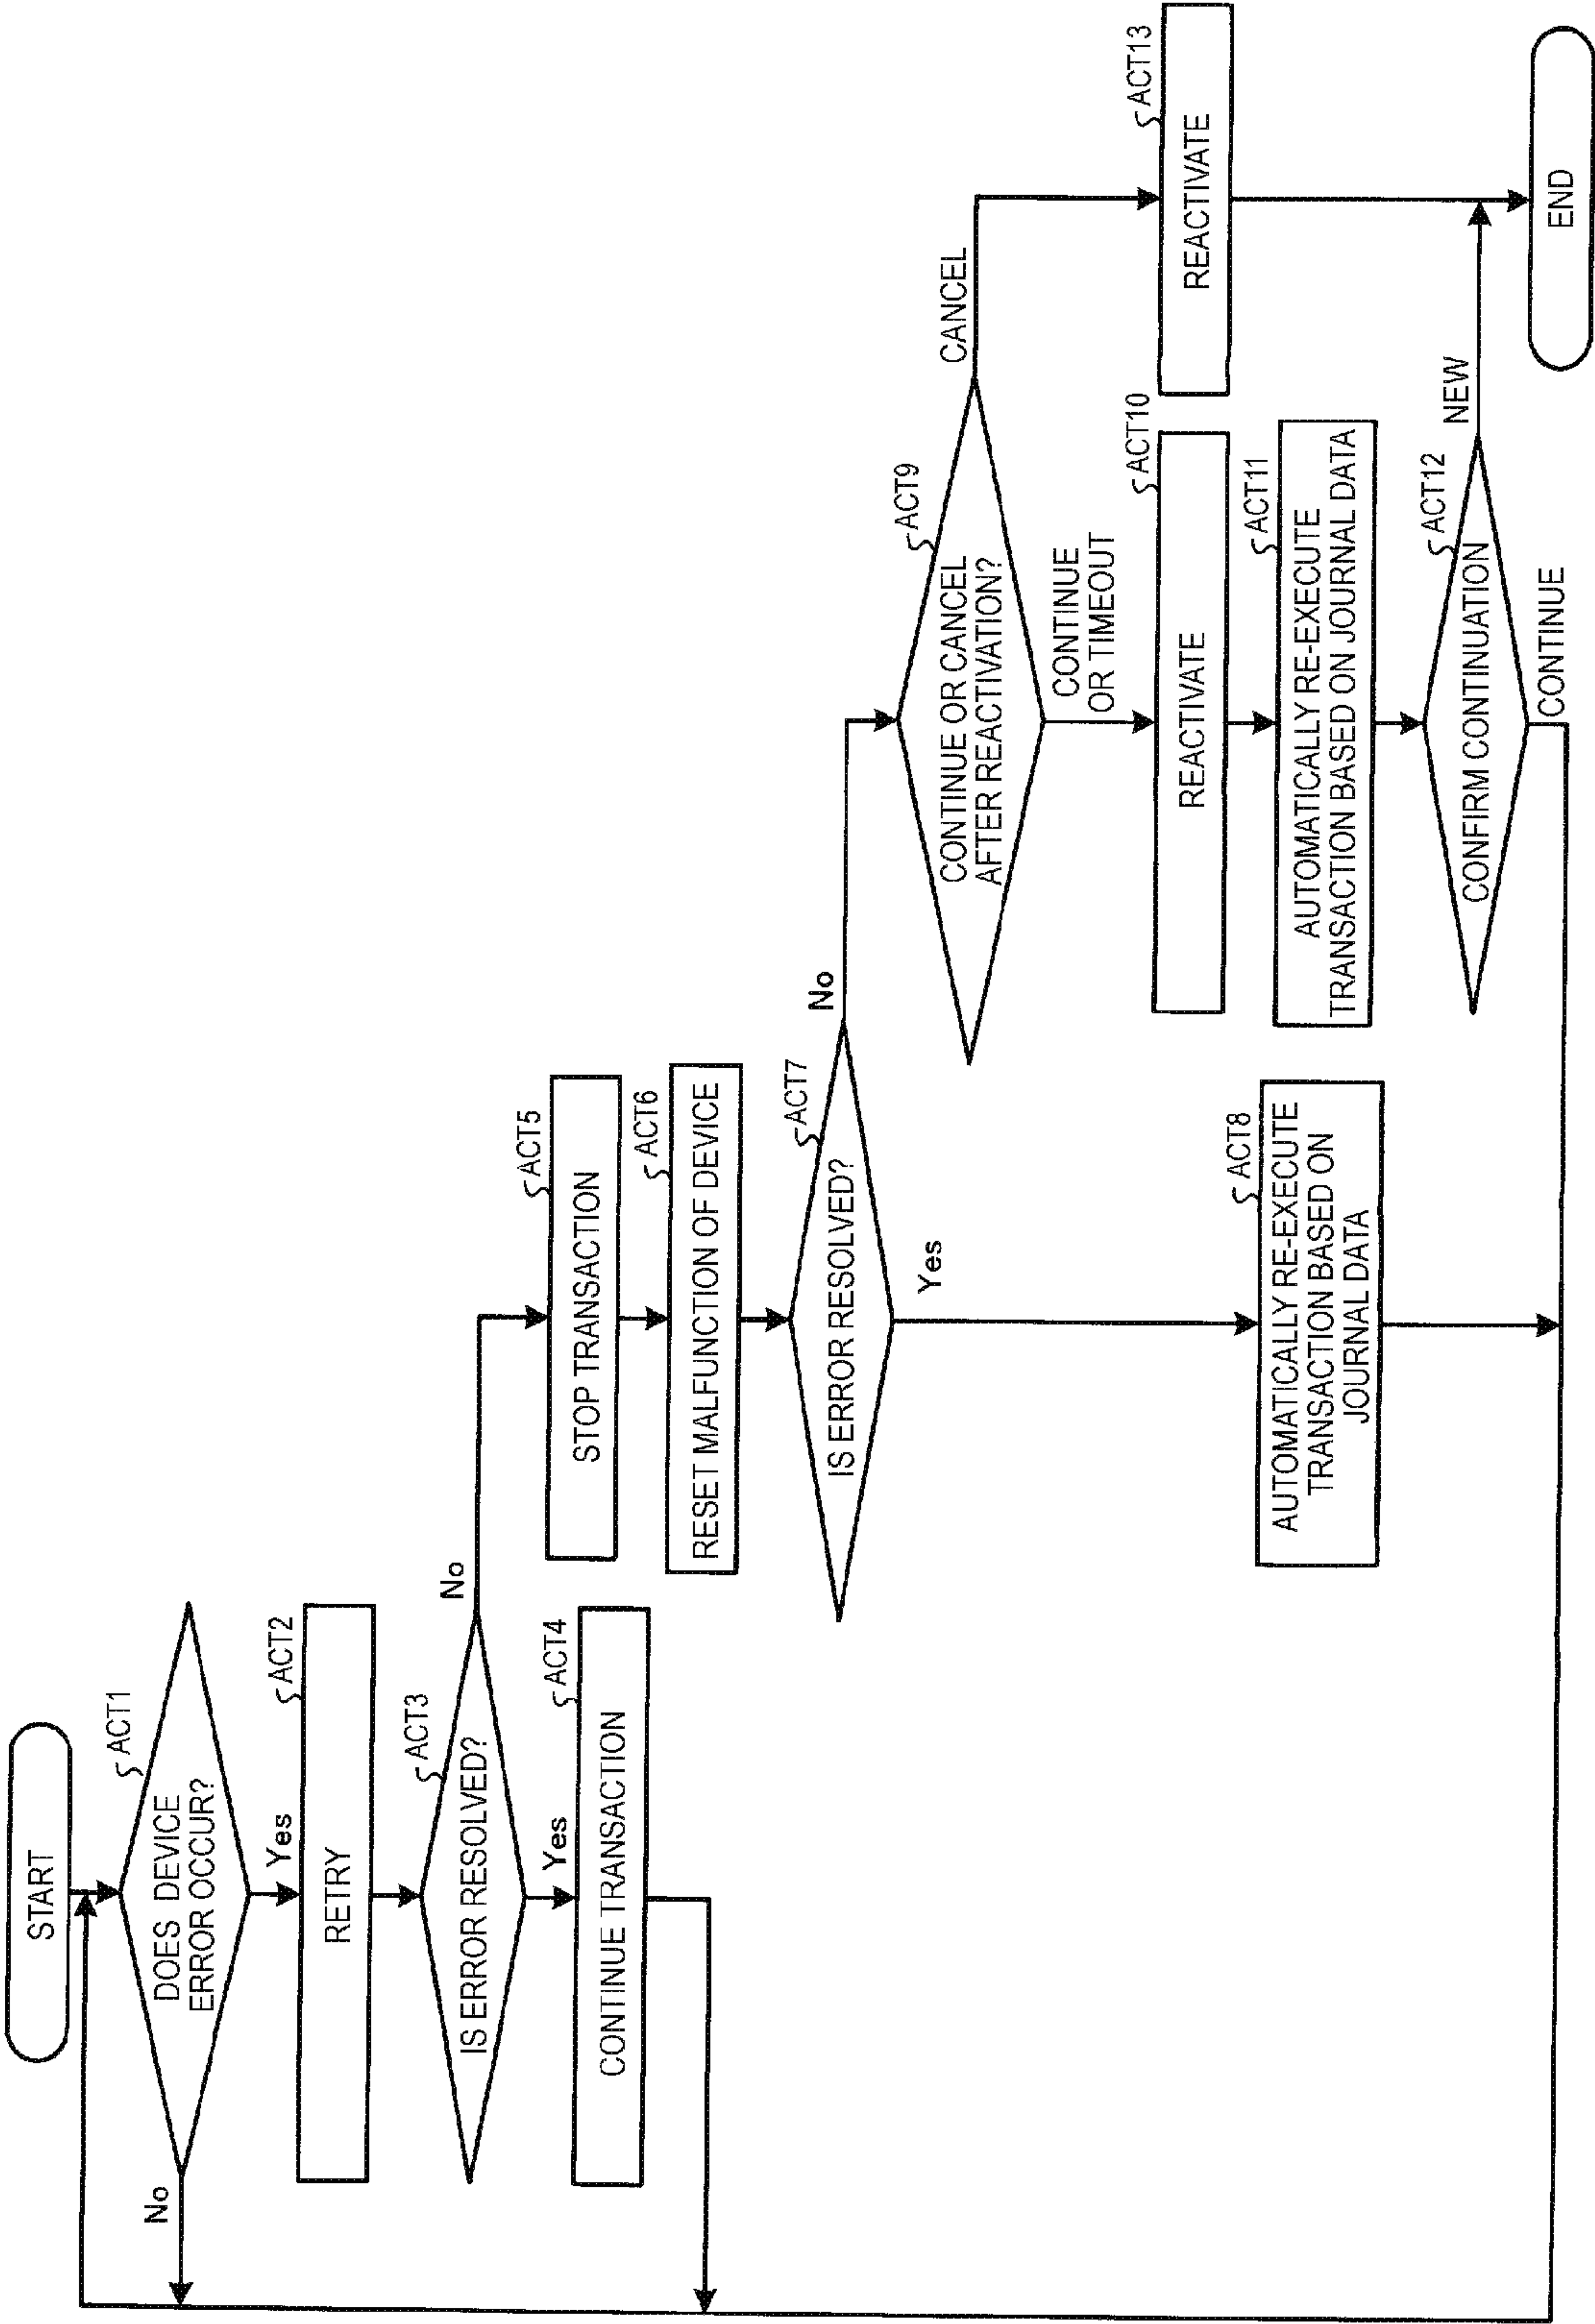 START
ACT1
DOES DEVICE
ERROR OCCUR?
No
Yes
ACT2
RETRY
ACT3
IS ERROR RESOLVED?
No
Yes
ACT4
CONTINUE TRANSACTION
ACT5
STOP TRANSACTION
ACT6
RESET MALFUNCTION OF DEVICE
ACT7
IS ERROR RESOLVED?
No
Yes
ACT8
AUTOMATICALLY RE-EXECUTE
TRANSACTION BASED ON
JOURNAL DATA
ACT9
CONTINUE OR CANCEL
AFTER REACTIVATION?
CANCEL
CONTINUE
OR TIMEOUT
ACT10
REACTIVATE
ACT11
AUTOMATICALLY RE-EXECUTE
TRANSACTION BASED ON JOURNAL DATA
ACT12
CONFIRM CONTINUATION
NEW
CONTINUE
ACT13
REACTIVATE
END